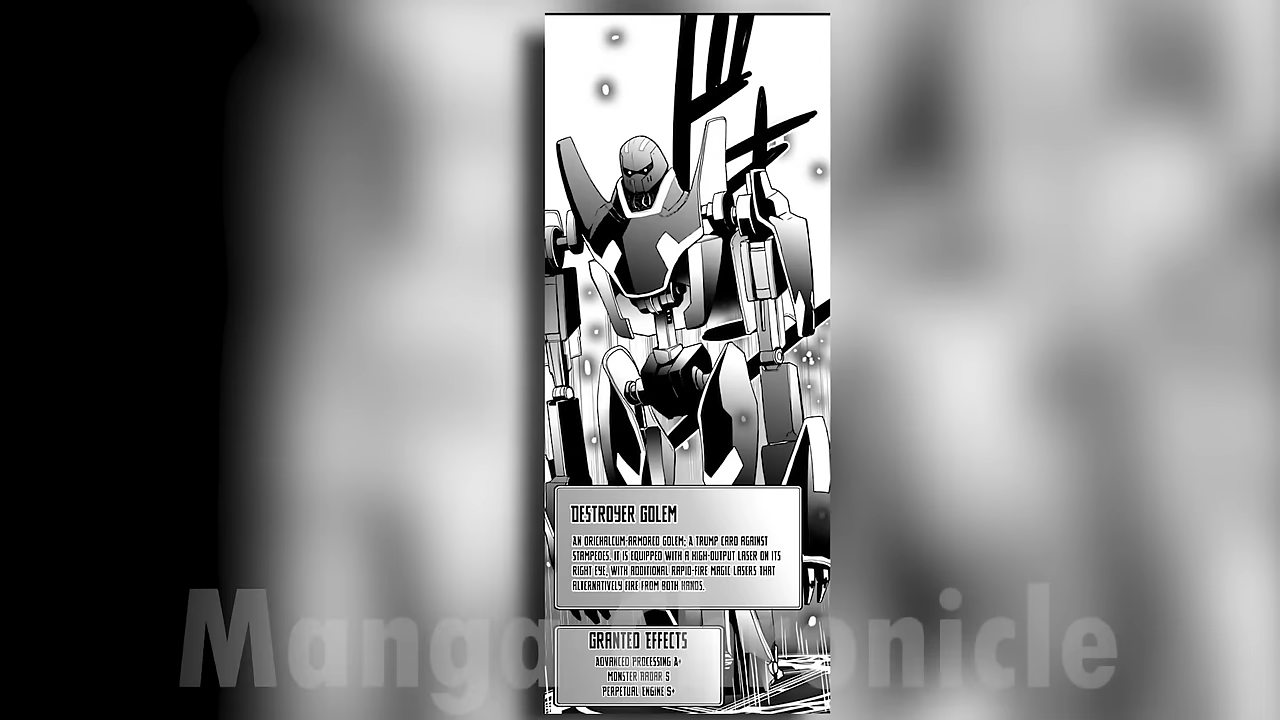 DESTROYER GOLEM
AN ORICHALCUM-ARMORED GOLEM; A TRUMP CARD AGAINST
STAMPEDES. IT IS EQUIPPED WITH A HIGH-OUTPUT LASER ON ITS
RIGHT EYE, WITH ADDITIONAL RAPID-FIRE MAGIC LASERS THAT
ALTERNATIVELY FIRE FROM BOTH HANDS.
GRANTED EFFECTS
ADVANCED PROCESSING A+
MONSTER RADAR S
PERPETUAL ENGINE S+
Manga Chronicle